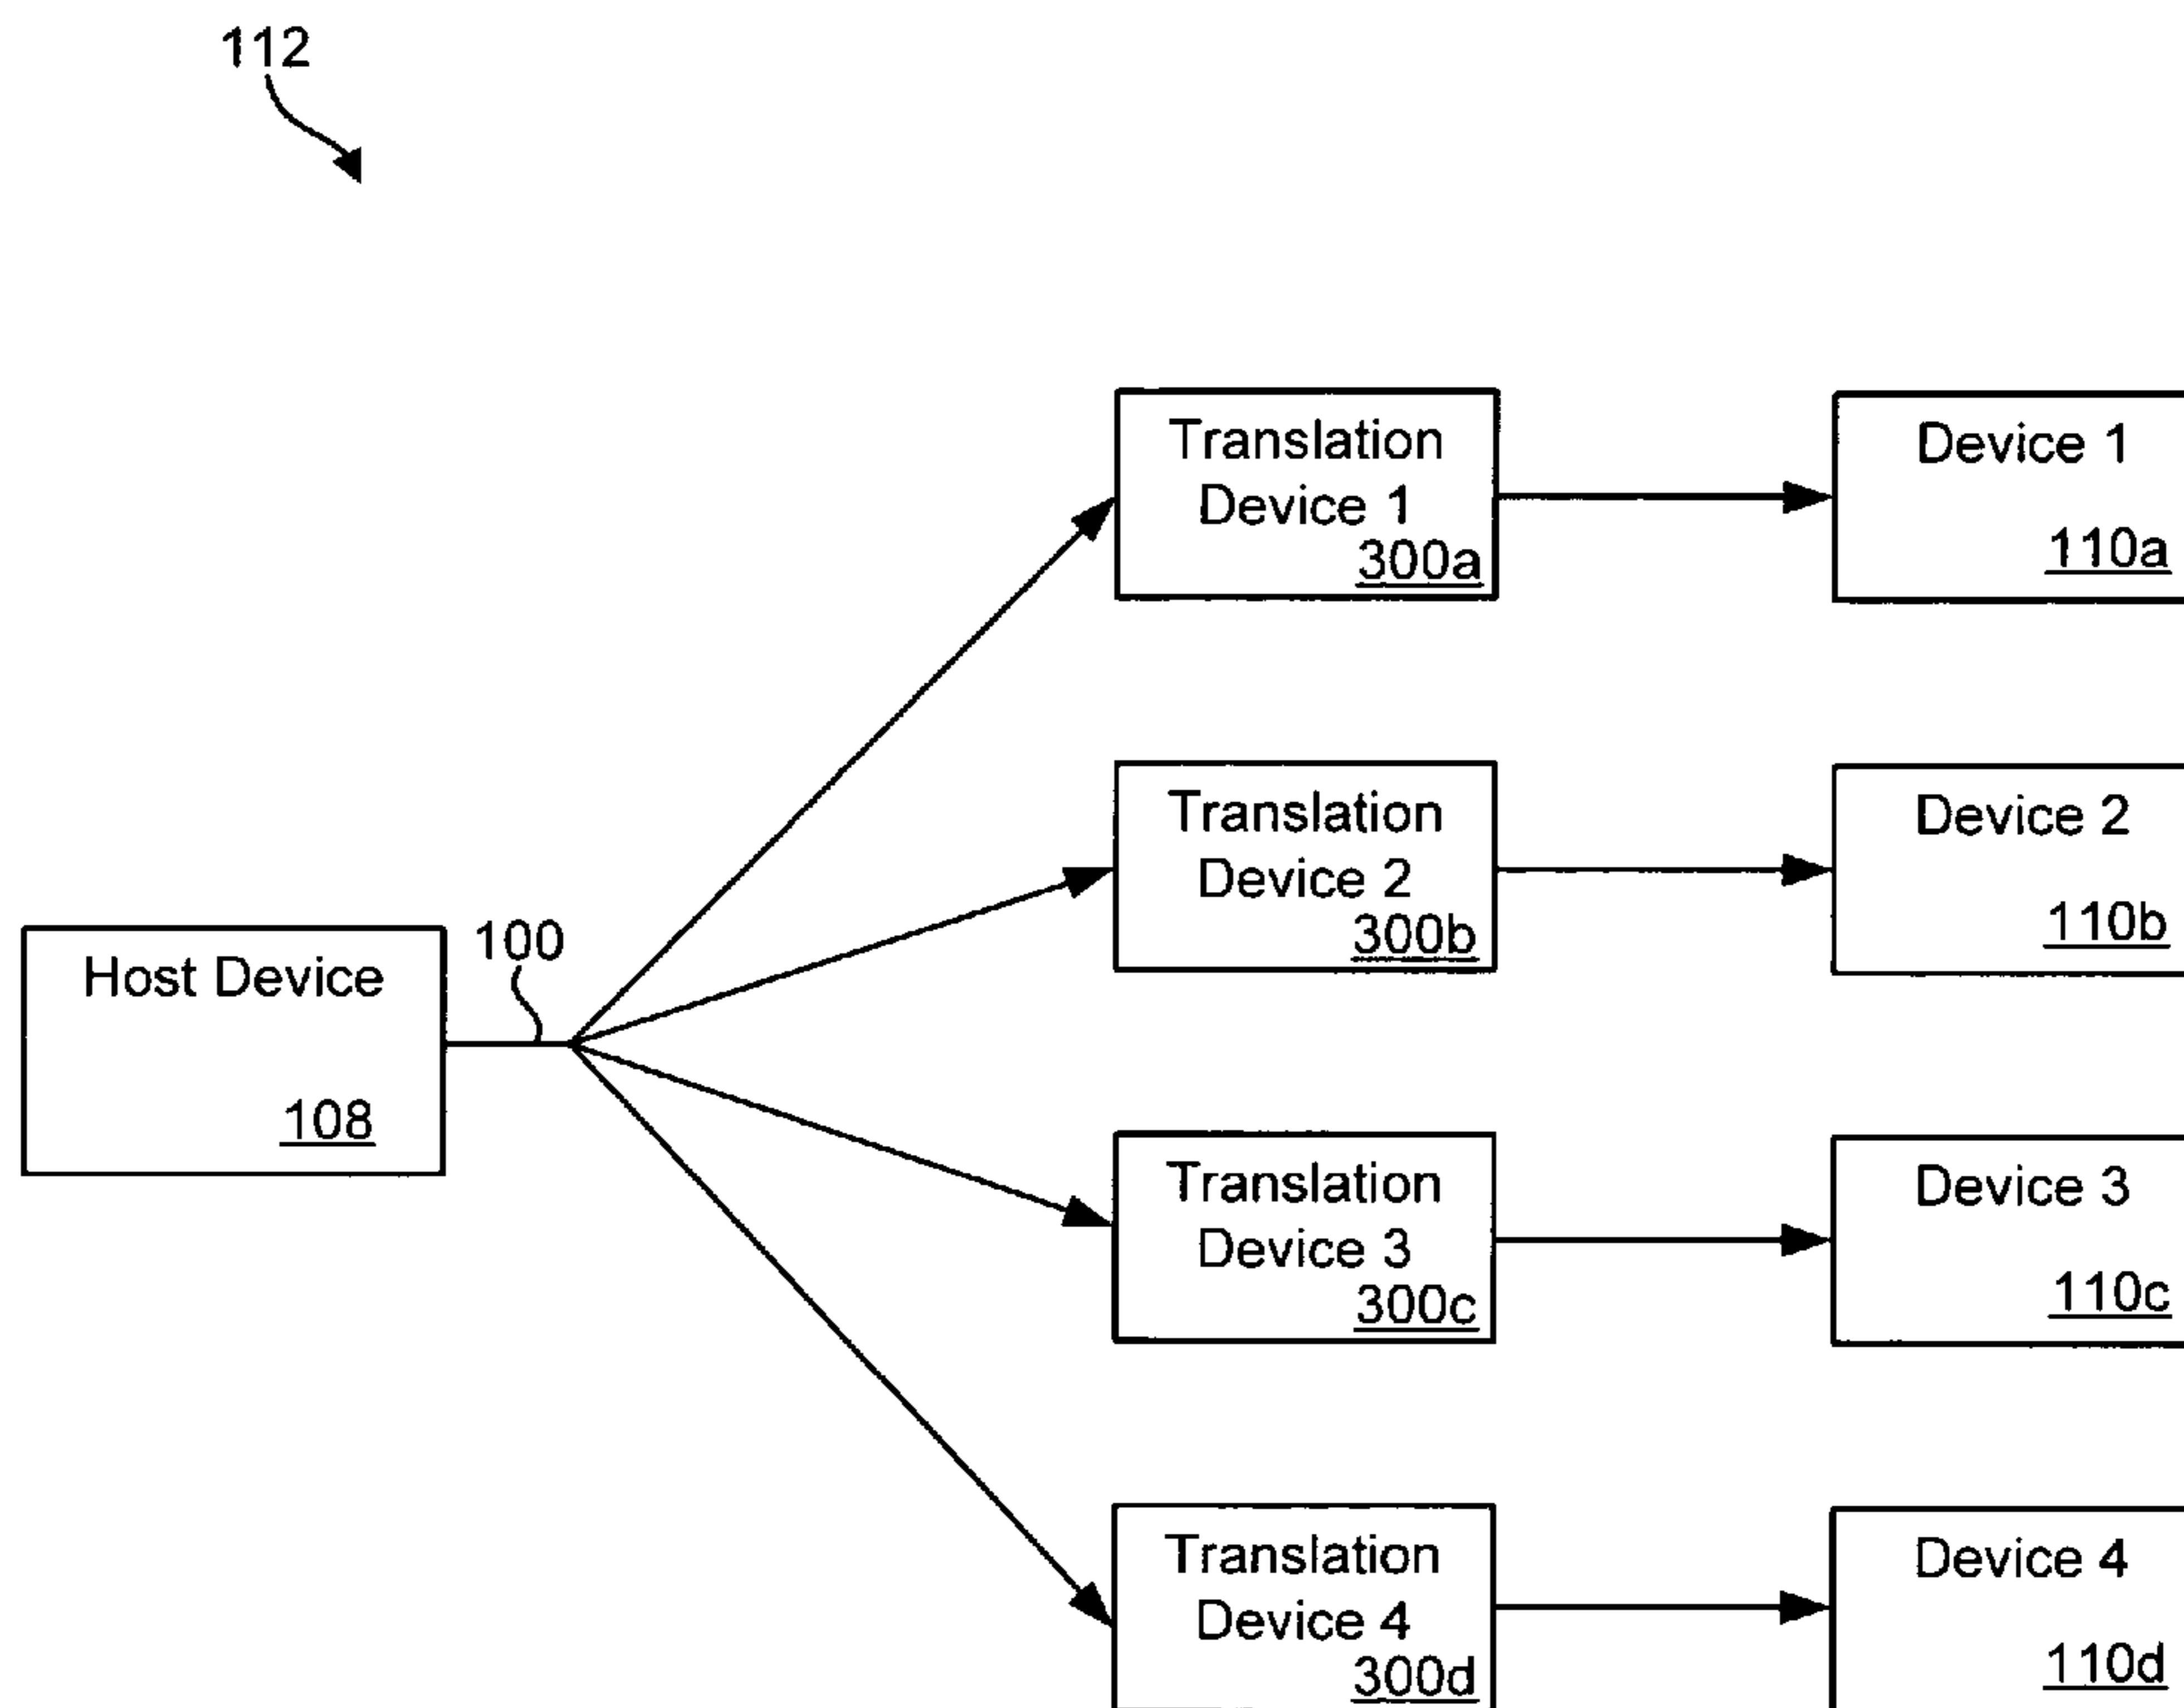 112
Translation
Device 1
300a
Device 1
110a
Translation
Device 2
300b
Device 2
110b
Host Device
108
100
Translation
Device 3
300c
Device 3
110c
Translation
Device 4
300d
Device 4
110d